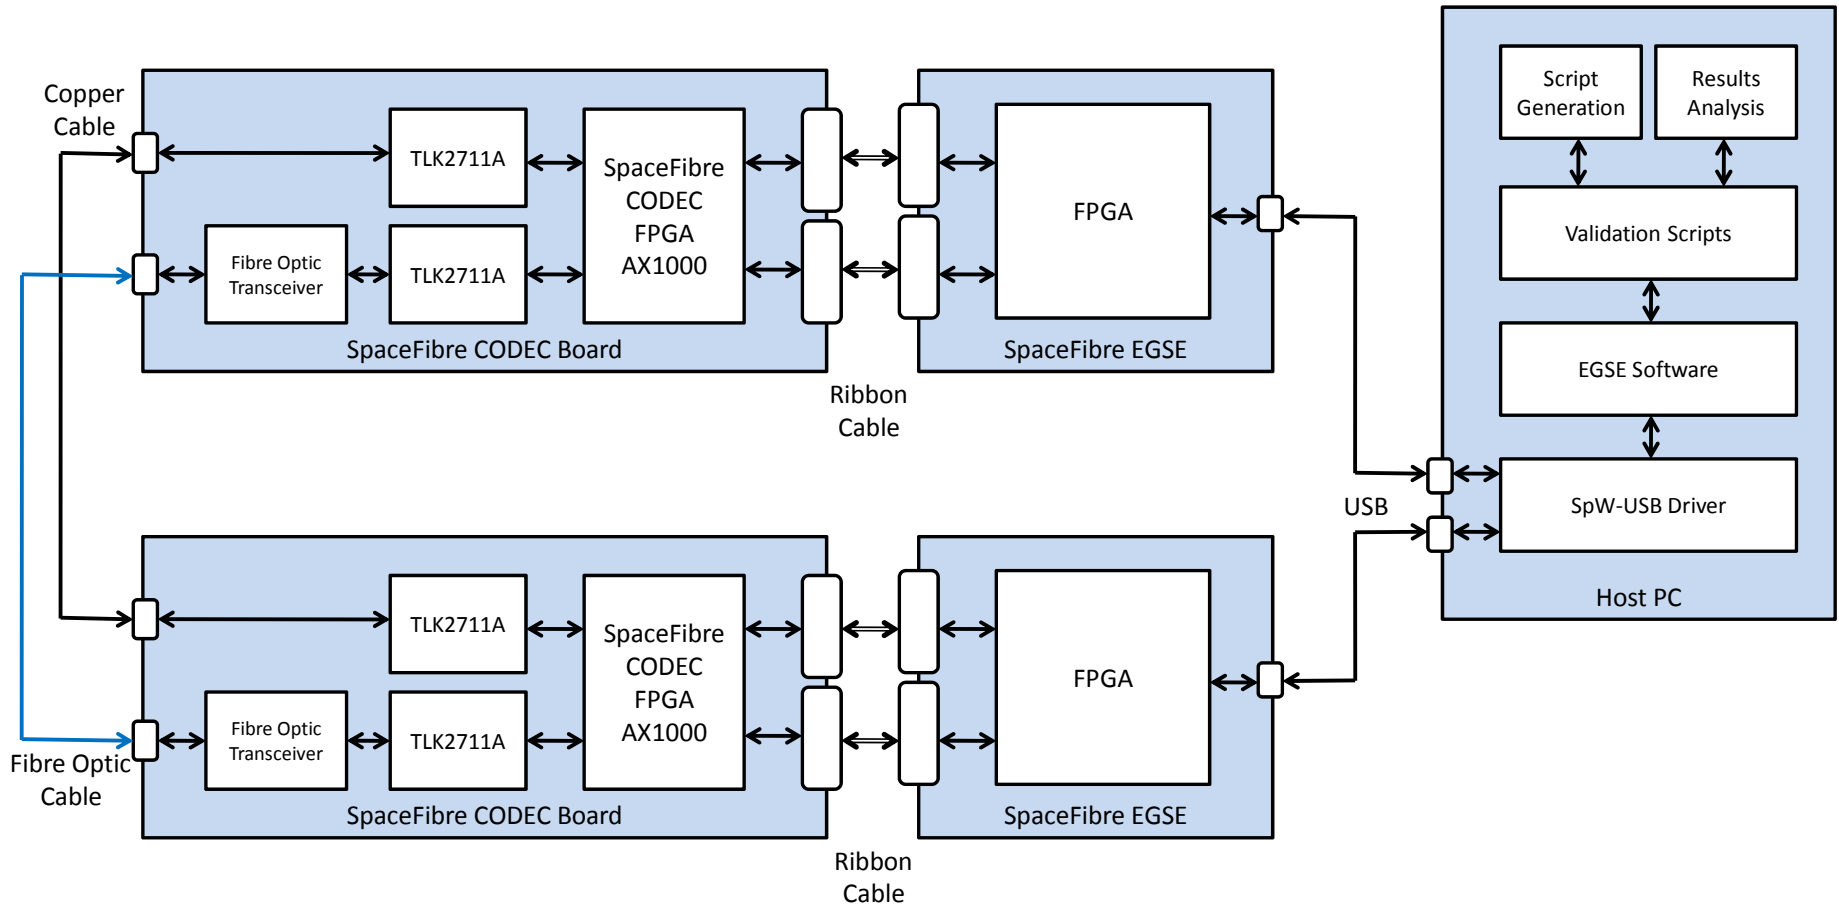 Copper
Cable
TLK2711A
SpaceFibre
CODEC
FPGA
AX1000
Fibre Optic
Transceiver
TLK2711A
SpaceFibre CODEC Board
Ribbon
Cable
FPGA
SpaceFibre EGSE
Script
Generation
Results
Analysis
Validation Scripts
EGSE Software
SpW-USB Driver
Host PC
USB
TLK2711A
SpaceFibre
CODEC
FPGA
AX1000
Fibre Optic
Transceiver
TLK2711A
SpaceFibre CODEC Board
Fibre Optic
Cable
Ribbon
Cable
FPGA
SpaceFibre EGSE